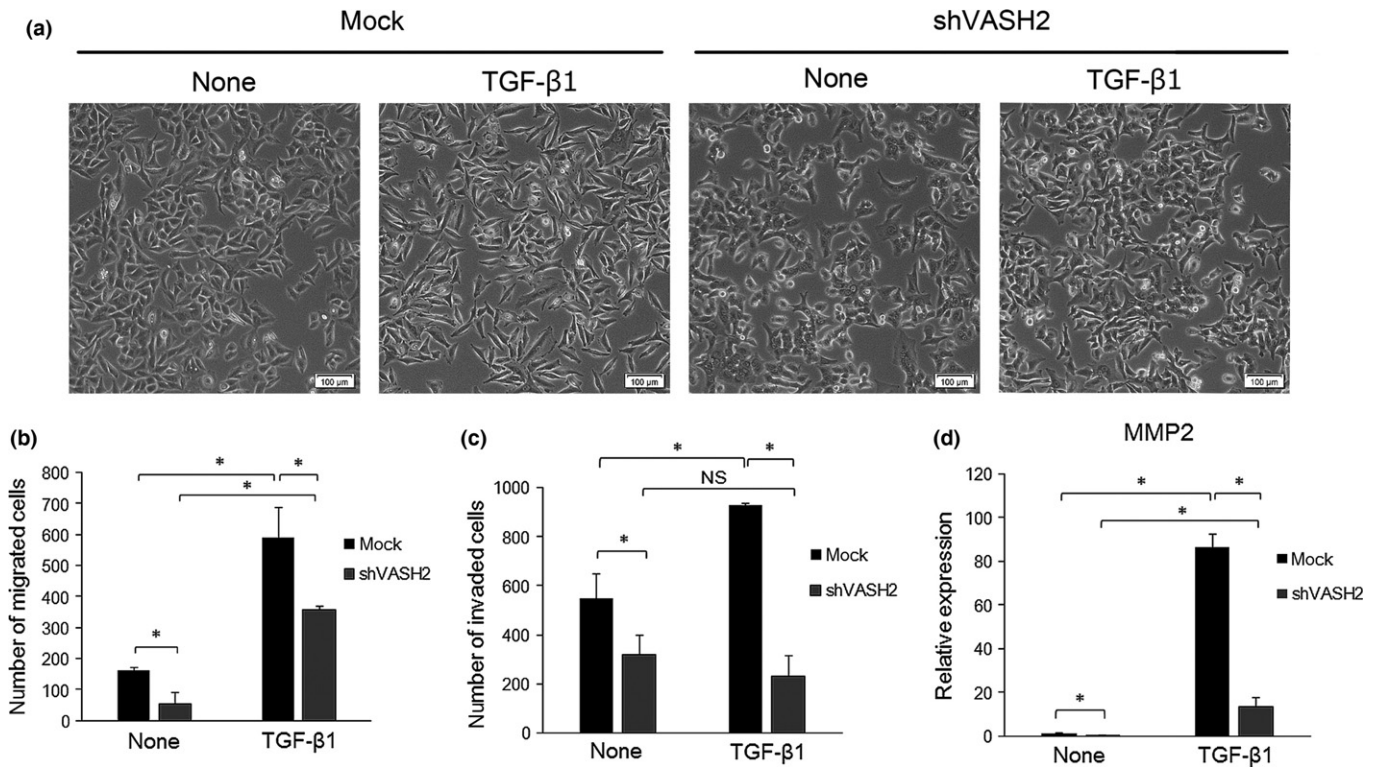 (a)
Mock
shVASH2
None
TGF-β1
None
TGF-β1
100 μm
100 μm
100 μm
100 μm
(b)
Number of migrated cells
800
700
600
500
400
300
200
100
0
*
*
*
*
None
TGF-β1
Mock
shVASH2
(c)
Number of invaded cells
1000
800
600
400
200
0
*
*
NS
*
None
TGF-β1
Mock
shVASH2
(d)
MMP2
Relative expression
120
100
80
60
40
20
0
*
*
*
*
None
TGF-β1
Mock
shVASH2